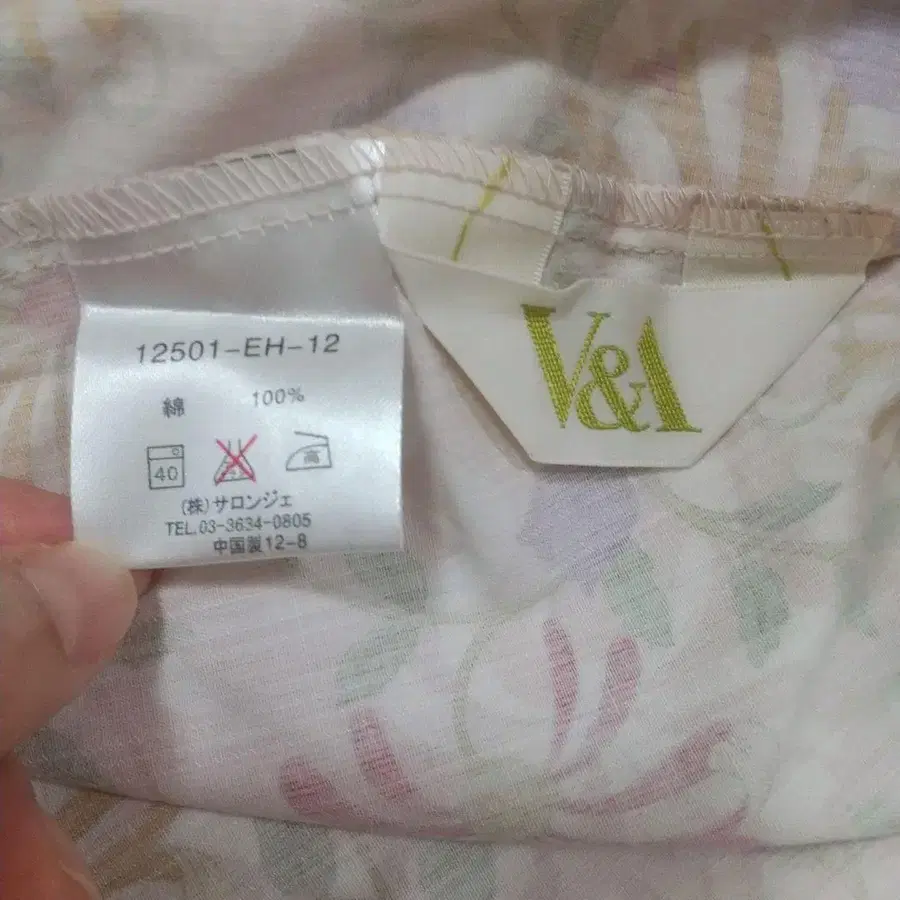 12501-EH-12
綿 100%
40 高
(株)サロンジェ
TEL.03-3634-0805
中国製12-8
V&A